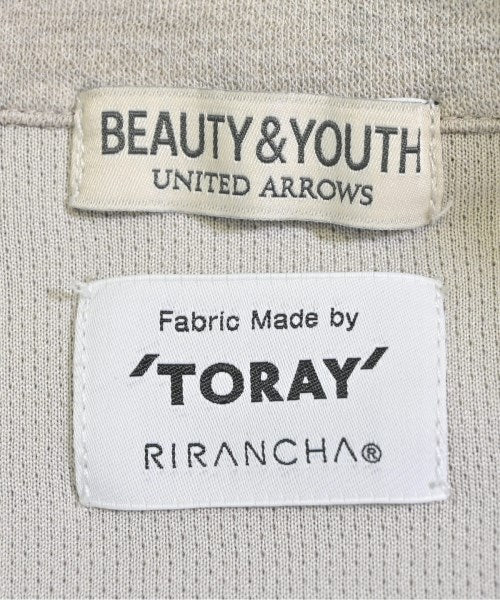 BEAUTY&YOUTH
UNITED ARROWS
Fabric Made by
'TORAY'
RIRANCHA®